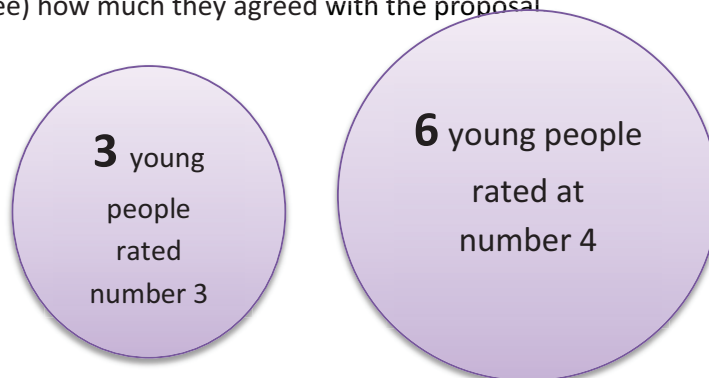 ee) how much they agreed with the proposal
3 young
people
rated
number 3
6 young people
rated at
number 4